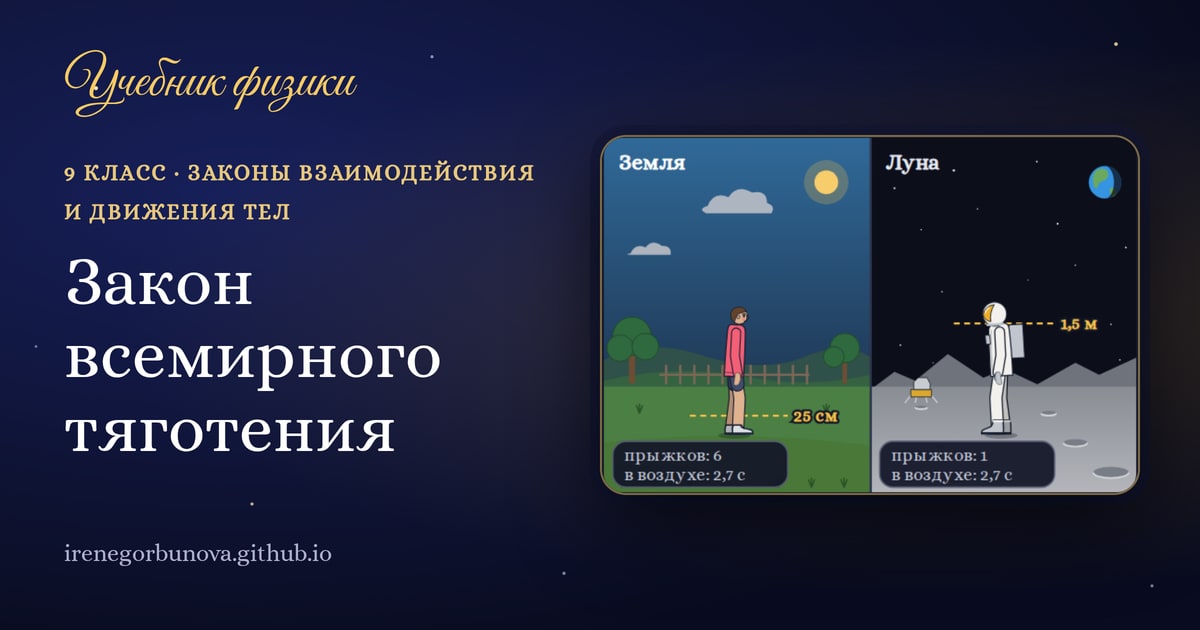 Учебник физики
9 КЛАСС · ЗАКОНЫ ВЗАИМОДЕЙСТВИЯ
И ДВИЖЕНИЯ ТЕЛ
Закон
всемирного
тяготения
irenegorbunova.github.io
Земля
25 см
прыжков: 6
в воздухе: 2,7 с
Луна
1,5 м
прыжков: 1
в воздухе: 2,7 с